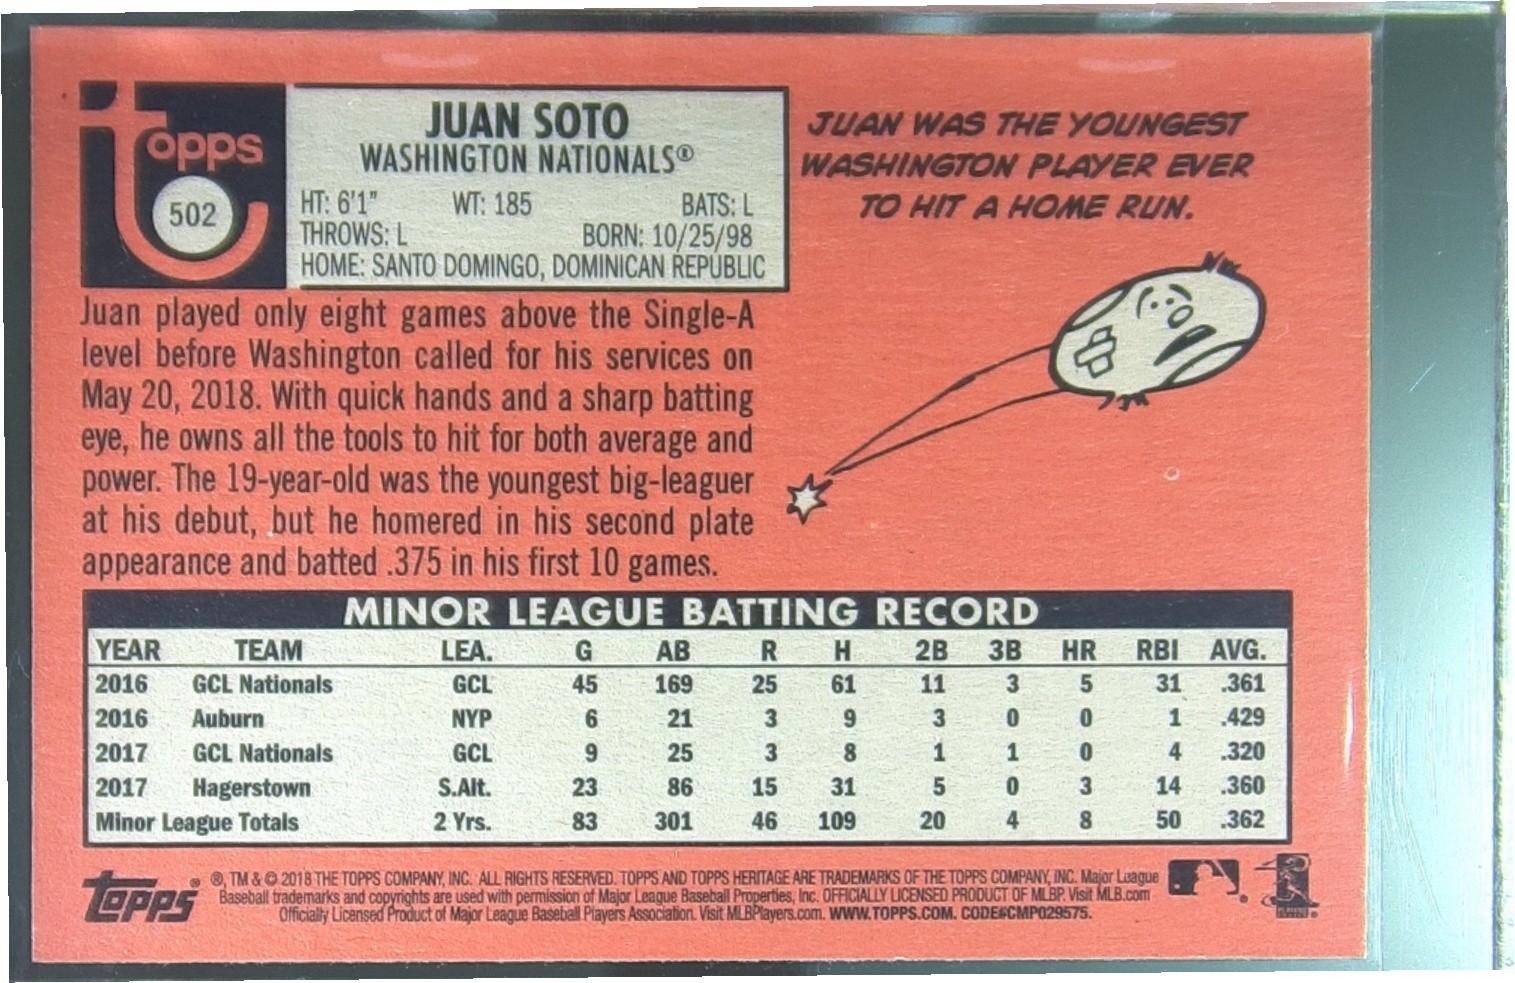 topps
502
JUAN SOTO
WASHINGTON NATIONALS®
HT: 6'1" WT: 185 BATS: L
THROWS: L BORN: 10/25/98
HOME: SANTO DOMINGO, DOMINICAN REPUBLIC
JUAN WAS THE YOUNGEST
WASHINGTON PLAYER EVER
TO HIT A HOME RUN.
Juan played only eight games above the Single-A
level before Washington called for his services on
May 20, 2018. With quick hands and a sharp batting
eye, he owns all the tools to hit for both average and
power. The 19-year-old was the youngest big-leaguer
at his debut, but he homered in his second plate
appearance and batted .375 in his first 10 games.
MINOR LEAGUE BATTING RECORD
YEAR TEAM LEA. G AB R H 2B 3B HR RBI AVG.
2016 GCL Nationals GCL 45 169 25 61 11 3 5 31 .361
2016 Auburn NYP 6 21 3 9 3 0 0 1 .429
2017 GCL Nationals GCL 9 25 3 8 1 1 0 4 .320
2017 Hagerstown S.Alt. 23 86 15 31 5 0 3 14 .360
Minor League Totals 2 Yrs. 83 301 46 109 20 4 8 50 .362
TOPPS®
®, TM & © 2018 THE TOPPS COMPANY, INC. ALL RIGHTS RESERVED. TOPPS AND TOPPS HERITAGE ARE TRADEMARKS OF THE TOPPS COMPANY, INC. Major League
Baseball trademarks and copyrights are used with permission of Major League Baseball Properties, Inc. OFFICIALLY LICENSED PRODUCT OF MLBP. Visit MLB.com
Officially Licensed Product of Major League Baseball Players Association. Visit MLBPlayers.com. WWW.TOPPS.COM. CODE#CMP029575.